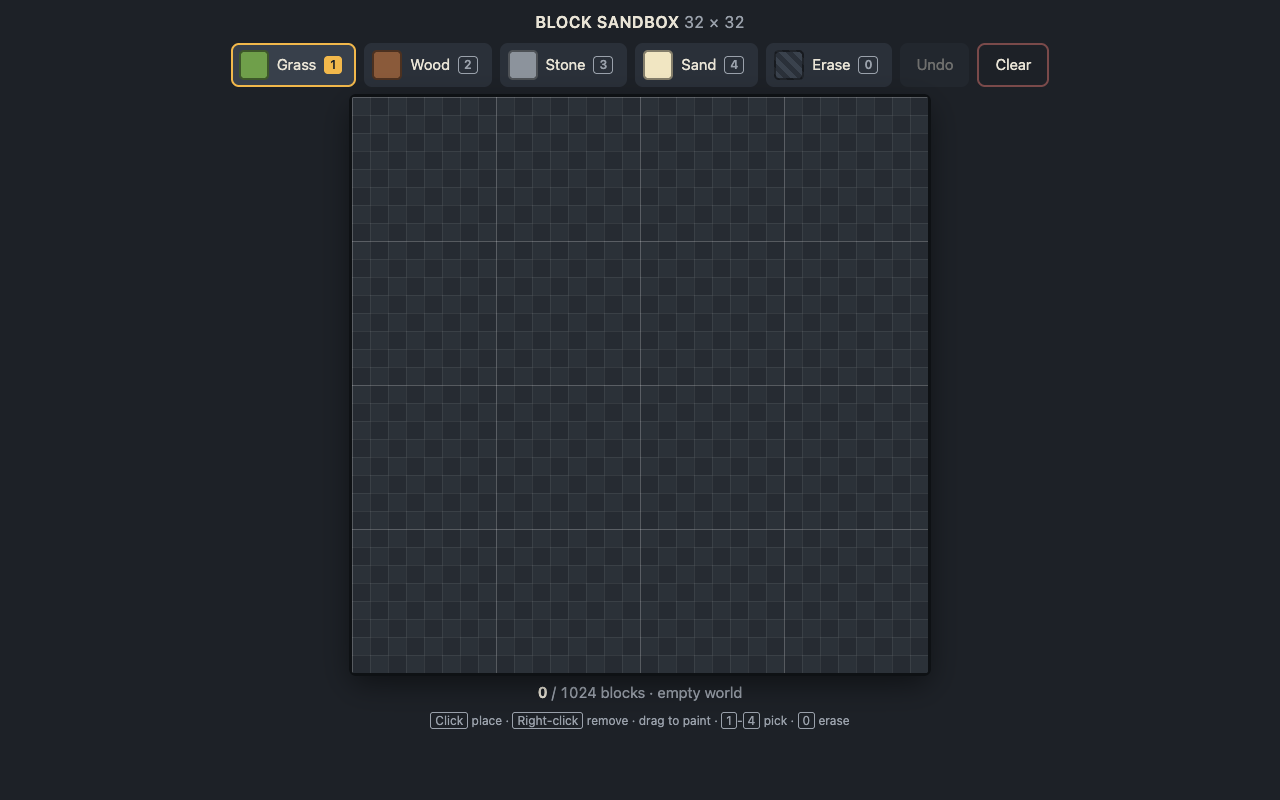 BLOCK SANDBOX 32 × 32
Grass 1 Wood 2 Stone 3 Sand 4 Erase 0 Undo Clear
0 / 1024 blocks · empty world
Click place · Right-click remove · drag to paint · 1-4 pick · 0 erase